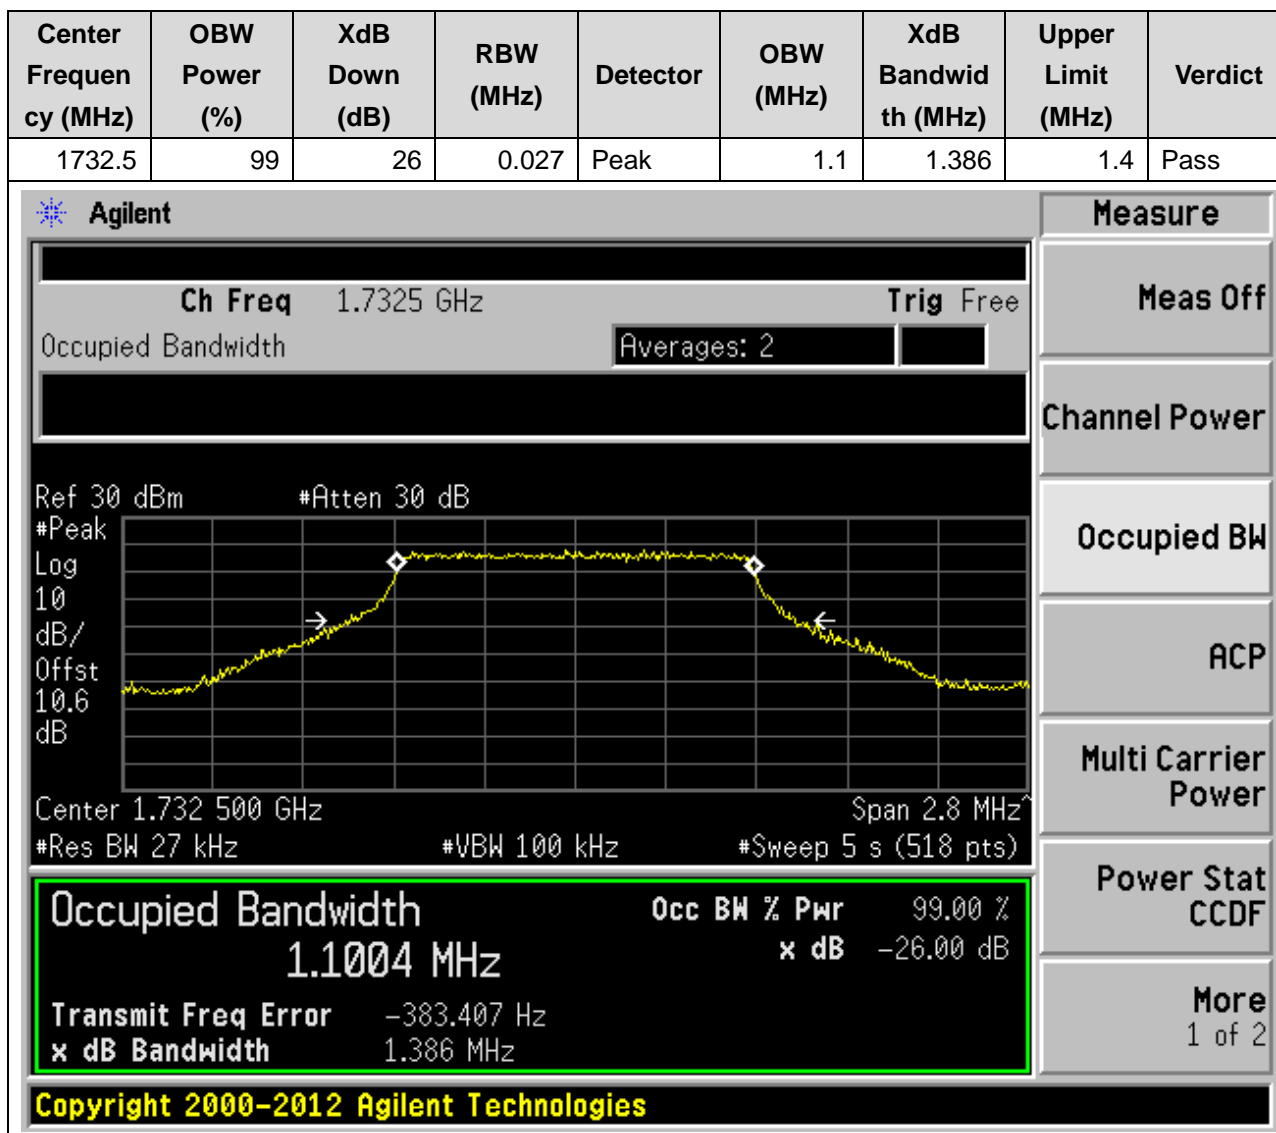 Center Frequen cy (MHz) OBW Power (%) XdB Down (dB) RBW (MHz) Detector OBW (MHz) XdB Bandwid th (MHz) Upper Limit (MHz) Verdict
1732.5 99 26 0.027 Peak 1.1 1.386 1.4 Pass
Agilent
Measure
Ch Freq 1.7325 GHz Trig Free
Meas Off
Occupied Bandwidth Averages: 2
Channel Power
Ref 30 dBm #Atten 30 dB
#Peak
Log
10
dB/
Offst
10.6
dB
Occupied BW
ACP
Center 1.732 500 GHz Span 2.8 MHz^
#Res BW 27 kHz #VBW 100 kHz #Sweep 5 s (518 pts)
Multi Carrier
Power
Occupied Bandwidth
1.1004 MHz
Occ BW % Pwr 99.00 %
x dB -26.00 dB
Power Stat
CCDF
Transmit Freq Error -383.407 Hz
x dB Bandwidth 1.386 MHz
More
1 of 2
Copyright 2000-2012 Agilent Technologies